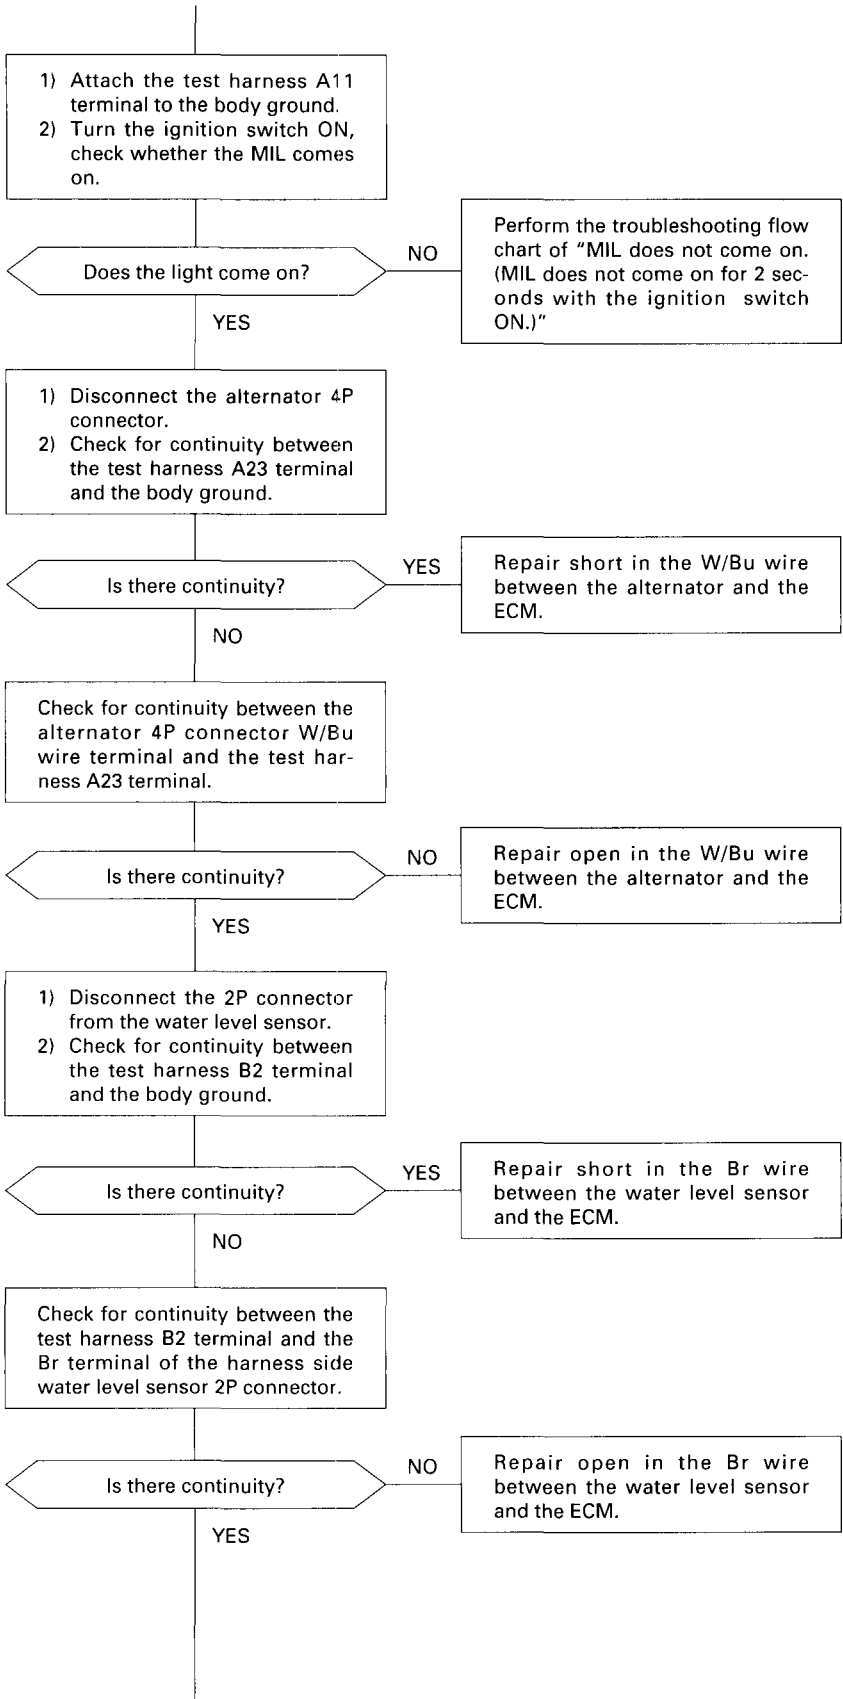 1) Attach the test harness A11
terminal to the body ground.
2) Turn the ignition switch ON,
check whether the MIL comes
on.
Does the light come on?
NO
Perform the troubleshooting flow
chart of "MIL does not come on.
(MIL does not come on for 2 sec-
onds with the ignition switch
ON.)"
YES
1) Disconnect the alternator 4P
connector.
2) Check for continuity between
the test harness A23 terminal
and the body ground.
Is there continuity?
YES
Repair short in the W/Bu wire
between the alternator and the
ECM.
NO
Check for continuity between the
alternator 4P connector W/Bu
wire terminal and the test har-
ness A23 terminal.
Is there continuity?
NO
Repair open in the W/Bu wire
between the alternator and the
ECM.
YES
1) Disconnect the 2P connector
from the water level sensor.
2) Check for continuity between
the test harness B2 terminal
and the body ground.
Is there continuity?
YES
Repair short in the Br wire
between the water level sensor
and the ECM.
NO
Check for continuity between the
test harness B2 terminal and the
Br terminal of the harness side
water level sensor 2P connector.
Is there continuity?
NO
Repair open in the Br wire
between the water level sensor
and the ECM.
YES